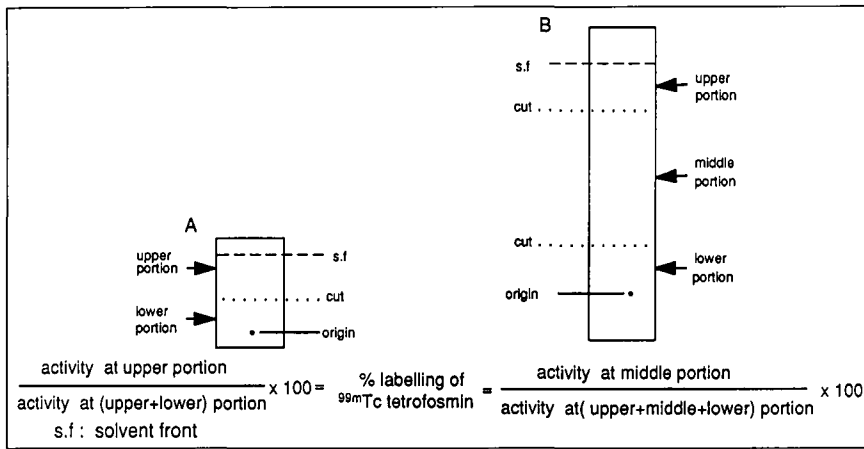 B
s.f
upper
portion
cut
middle
portion
A
cut
upper
portion
s.f
lower
portion
cut
lower
portion
origin
origin
activity at upper portion
activity at (upper+lower) portion
x 100 =
% labelling of
99mTc tetrofosmin
=
activity at middle portion
activity at( upper+middle+lower) portion
x 100
s.f : solvent front